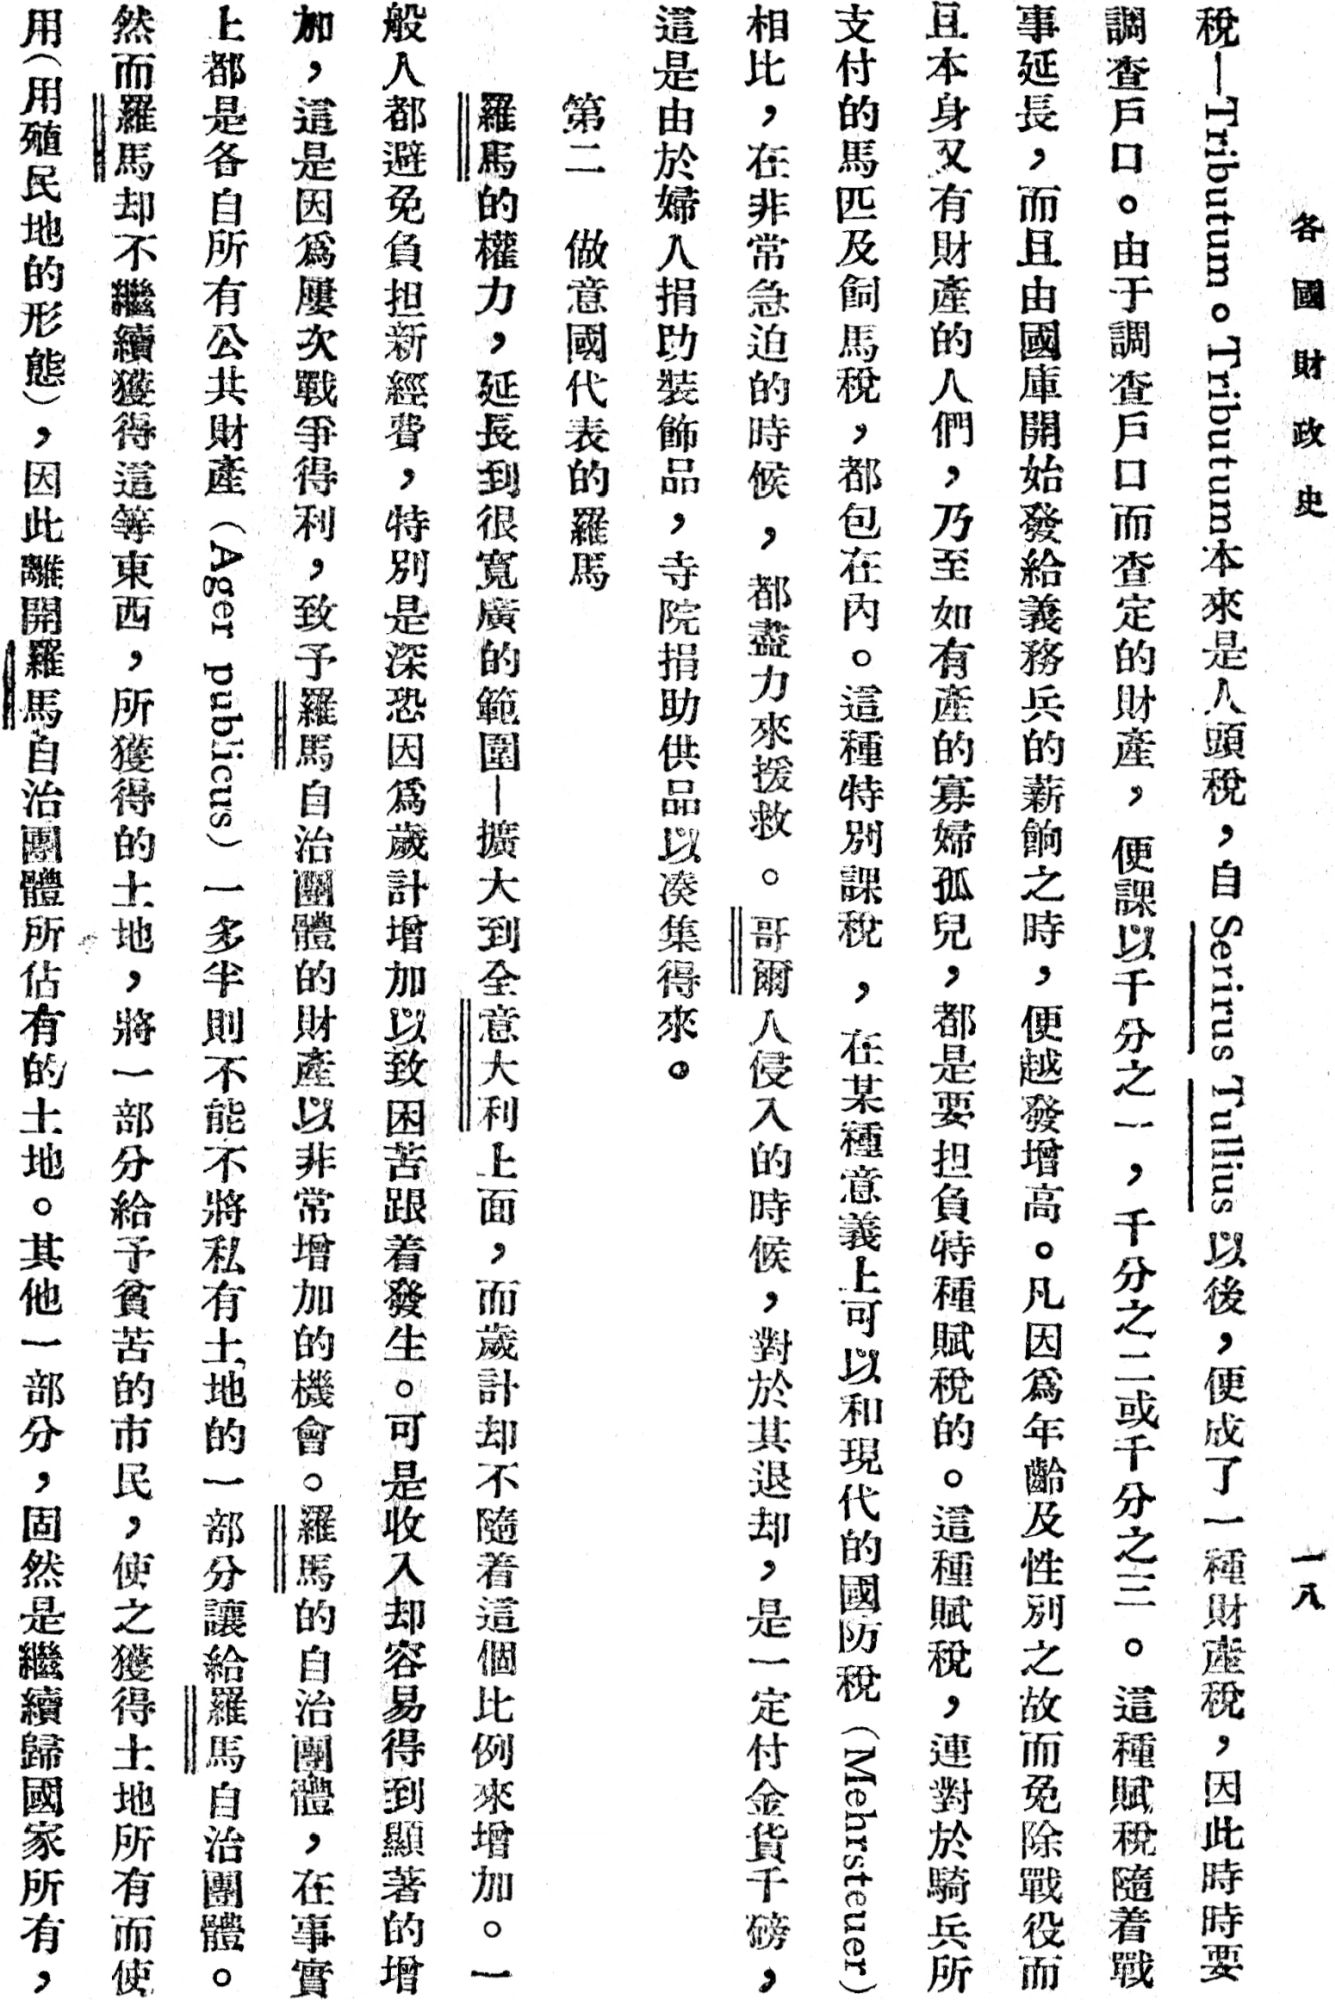 各國財政史
一八
稅—Tributum。Tributum本來是人頭稅，自 Serirus Tullius 以後，便成了一種財產稅，因此時時要
調查戶口。由于調查戶口而查定的財產，便課以千分之一，千分之二或千分之三。這種賦稅隨着戰
事延長，而且由國庫開始發給義務兵的薪餉之時，便越發增高。凡因爲年齡及性別之故而免除戰役而
且本身又有財產的人們，乃至如有產的寡婦孤兒，都是要担負特種賦稅的。這種賦稅，連對於騎兵所
支付的馬匹及飼馬稅，都包在內。這種特別課稅，在某種意義上可以和現代的國防稅（Mehrsteuer）
相比，在非常急迫的時候，都盡力來援救。哥爾人侵入的時候，對於其退却，是一定付金貨千磅，
這是由於婦人捐助裝飾品，寺院捐助供品以凑集得來。
第二　做意國代表的羅馬
羅馬的權力，延長到很寬廣的範圍—擴大到全意大利上面，而歲計却不隨着這個比例來增加。一
般人都避免負担新經費，特別是深恐因爲歲計增加以致困苦跟着發生。可是收入却容易得到顯著的增
加，這是因爲屢次戰爭得利，致予羅馬自治團體的財產以非常增加的機會。羅馬的自治團體，在事實
上都是各自所有公共財產（Ager publicus）一多半則不能不將私有土地的一部分讓給羅馬自治團體。
然而羅馬却不繼續獲得這等東西，所獲得的土地，將一部分給予貧苦的市民，使之獲得土地所有而使
用（用殖民地的形態），因此離開羅馬自治團體所佔有的土地。其他一部分，固然是繼續歸國家所有，